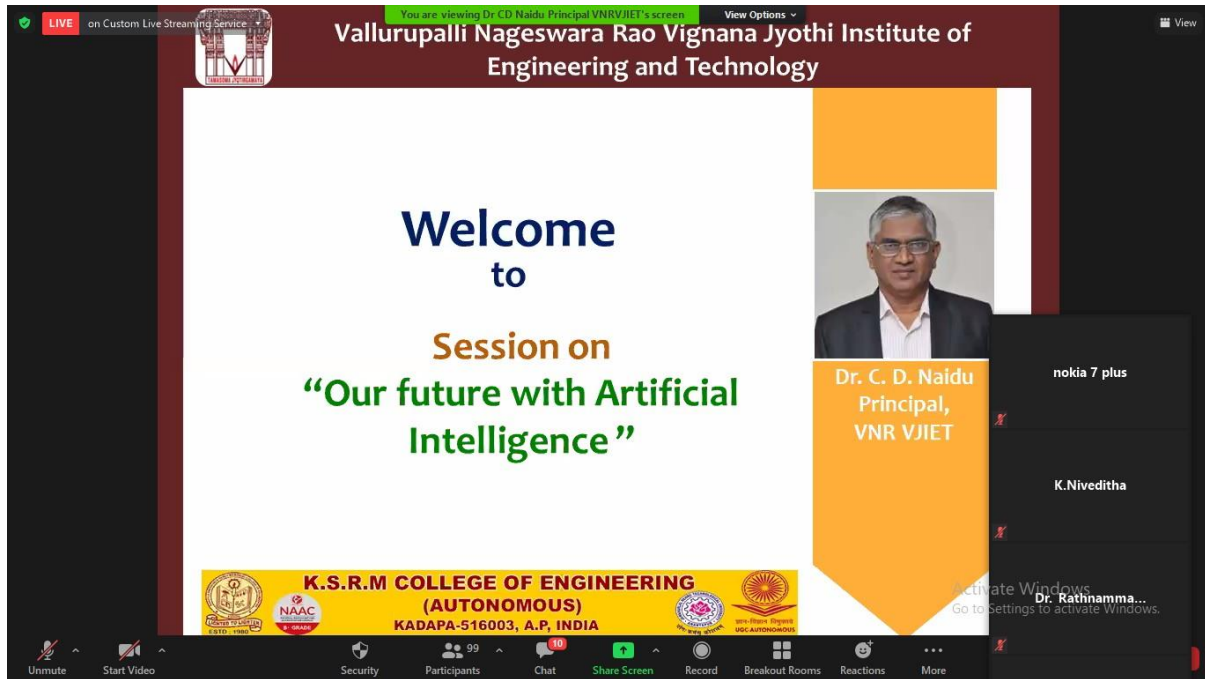 LIVE on Custom Live Streaming Service
You are viewing Dr CD Naidu Principal VNRVJIET's screen
View Options
View
Vallurupalli Nageswara Rao Vignana Jyothi Institute of
Engineering and Technology
TAMASOMA JYOTIRGAMAYA
Welcome
to
Session on
“Our future with Artificial
Intelligence”
Dr. C. D. Naidu
Principal,
VNR VJIET
nokia 7 plus
K.Niveditha
Dr. Rathnamma...
Activate Windows
Go to Settings to activate Windows.
K.S.R.M COLLEGE OF ENGINEERING
(AUTONOMOUS)
KADAPA-516003, A.P, INDIA
ESTD : 1980
NAAC
UGC AUTONOMOUS
Unmute
Start Video
Security
99
Participants
10
Chat
Share Screen
Record
Breakout Rooms
Reactions
More